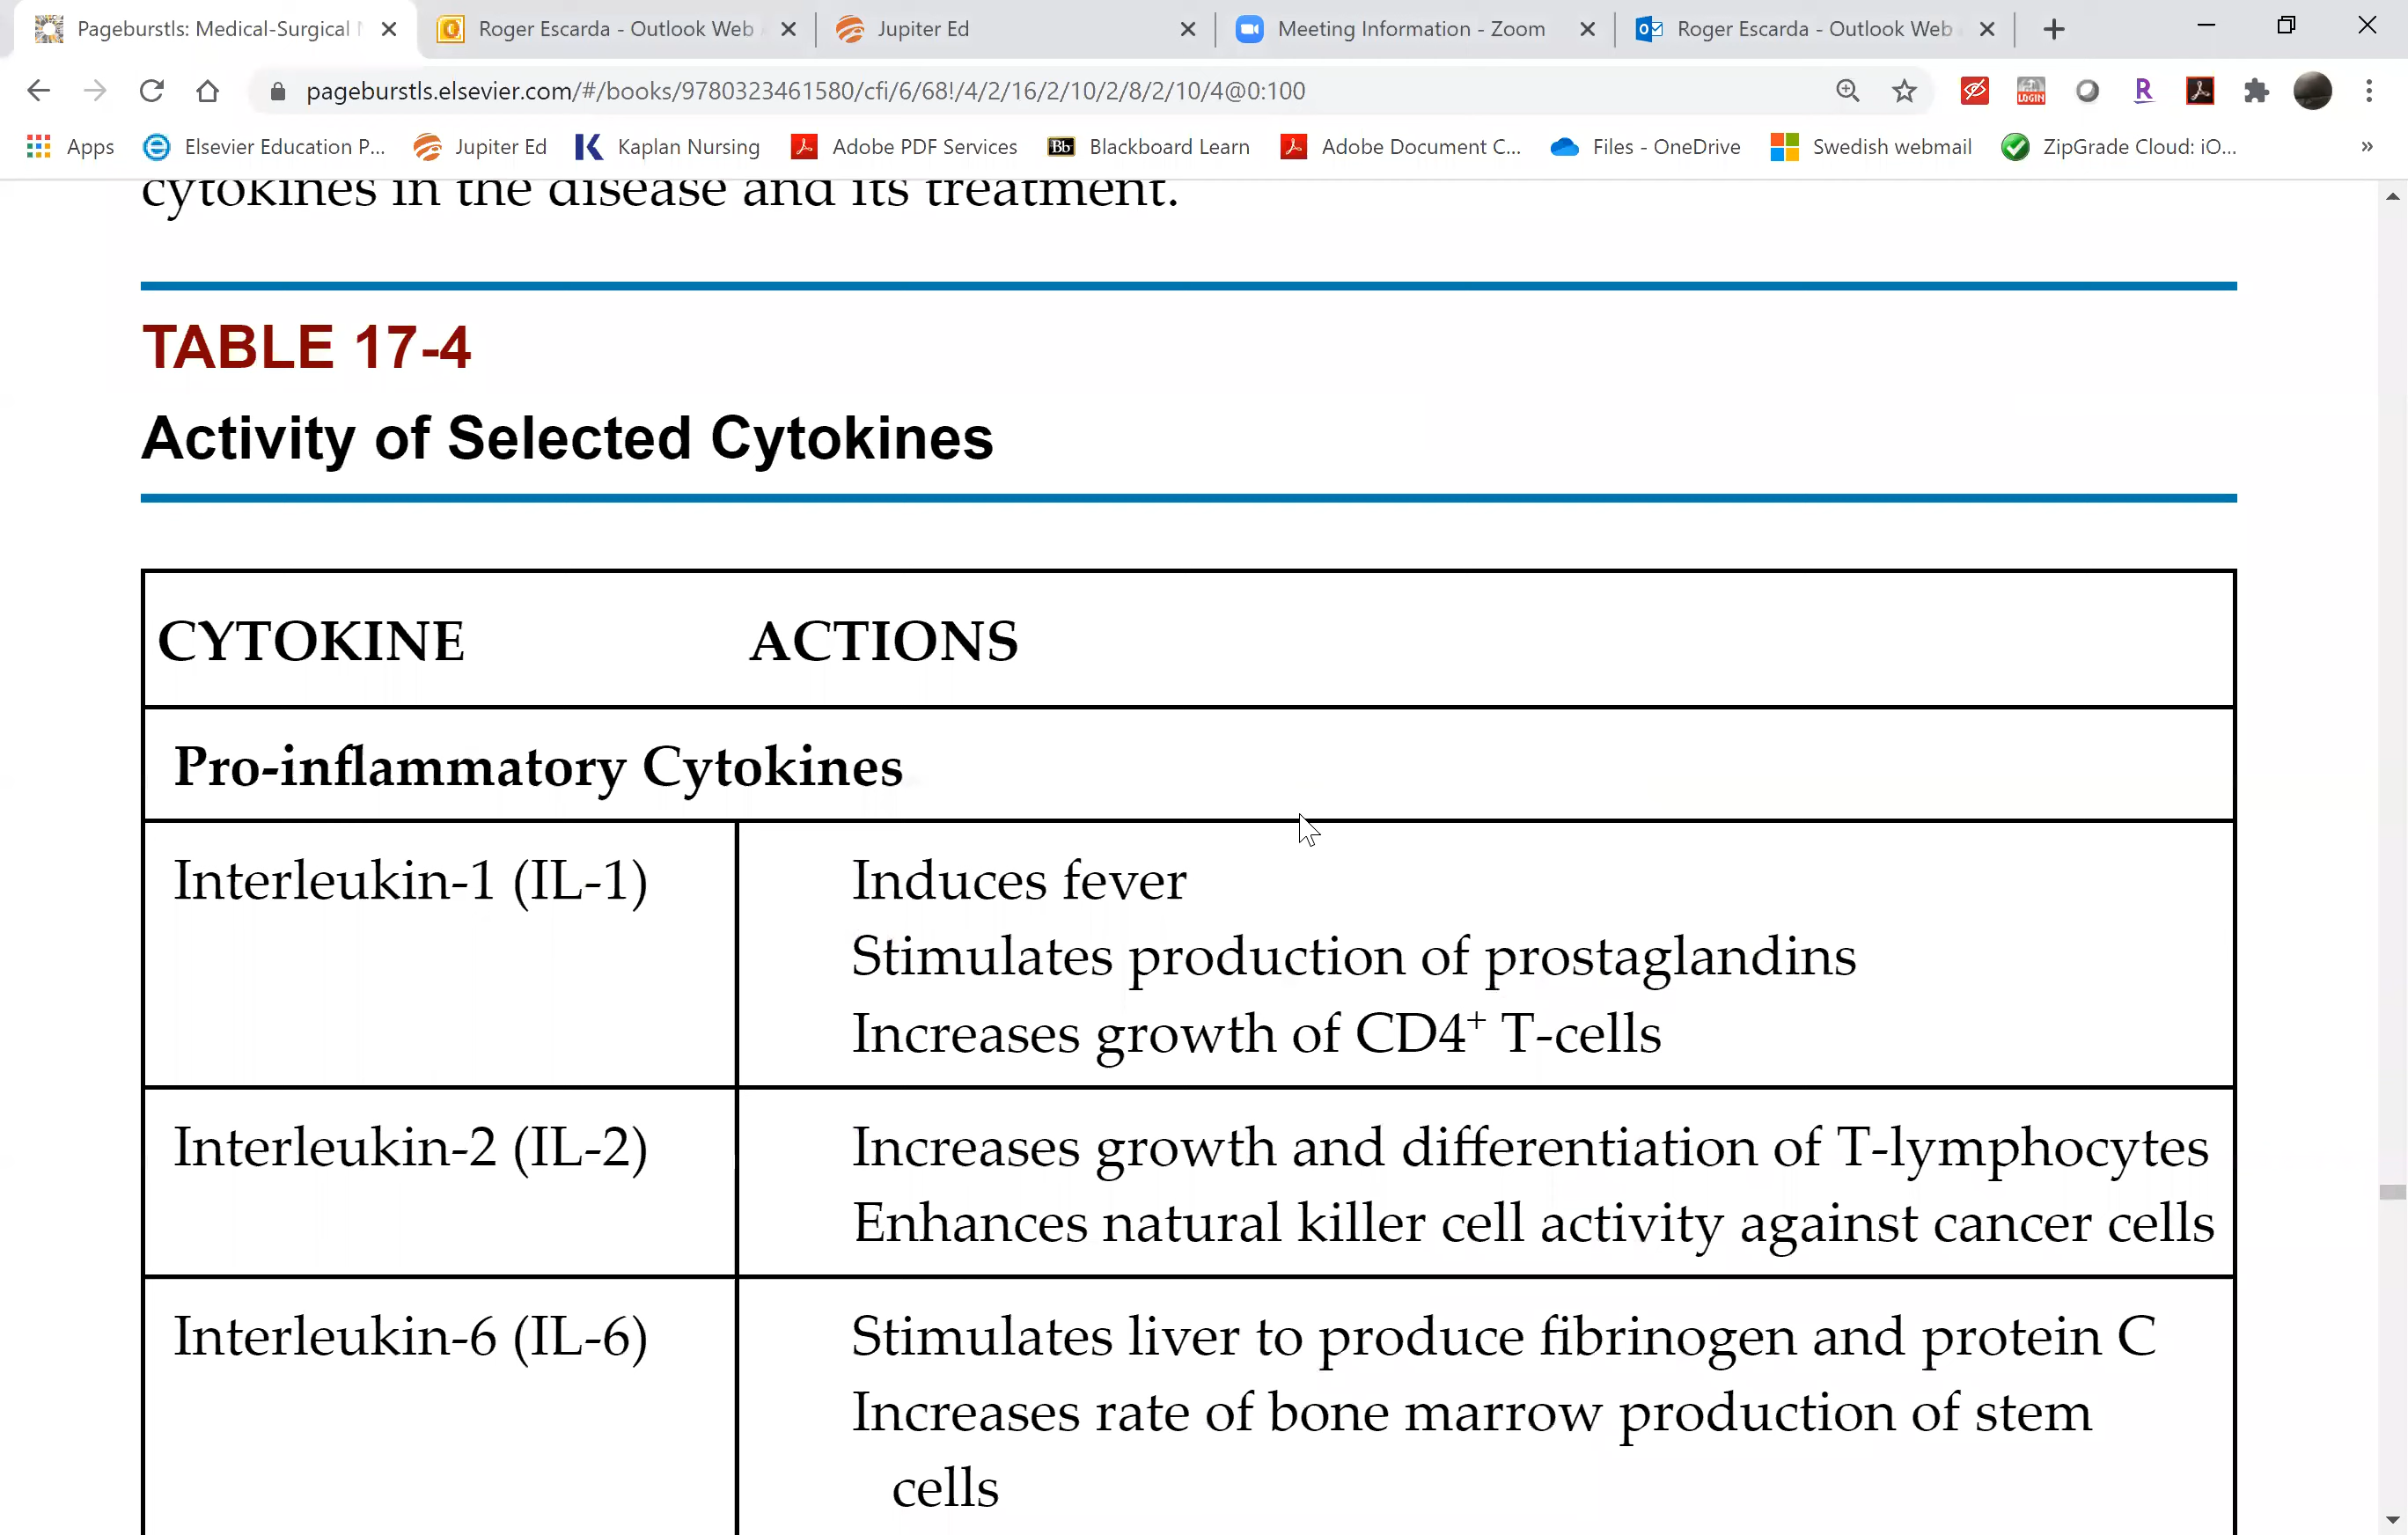 Pageburstls: Medical-Surgical
Roger Escarda - Outlook Web
Jupiter Ed
Meeting Information - Zoom
Roger Escarda - Outlook Web
pageburstls.elsevier.com/#/books/9780323461580/cfi/6/68!/4/2/16/2/10/2/8/2/10/4@0:100
LOGIN
R
Apps
Elsevier Education P...
Jupiter Ed
Kaplan Nursing
Adobe PDF Services
Bb
Blackboard Learn
Adobe Document C...
Files - OneDrive
Swedish webmail
ZipGrade Cloud: iO...
»
cytokines in the disease and its treatment.
TABLE 17-4
Activity of Selected Cytokines
CYTOKINE ACTIONS
Pro-inflammatory Cytokines
Interleukin-1 (IL-1) Induces fever
Stimulates production of prostaglandins
Increases growth of CD4⁺ T-cells
Interleukin-2 (IL-2) Increases growth and differentiation of T-lymphocytes
Enhances natural killer cell activity against cancer cells
Interleukin-6 (IL-6) Stimulates liver to produce fibrinogen and protein C
Increases rate of bone marrow production of stem
cells